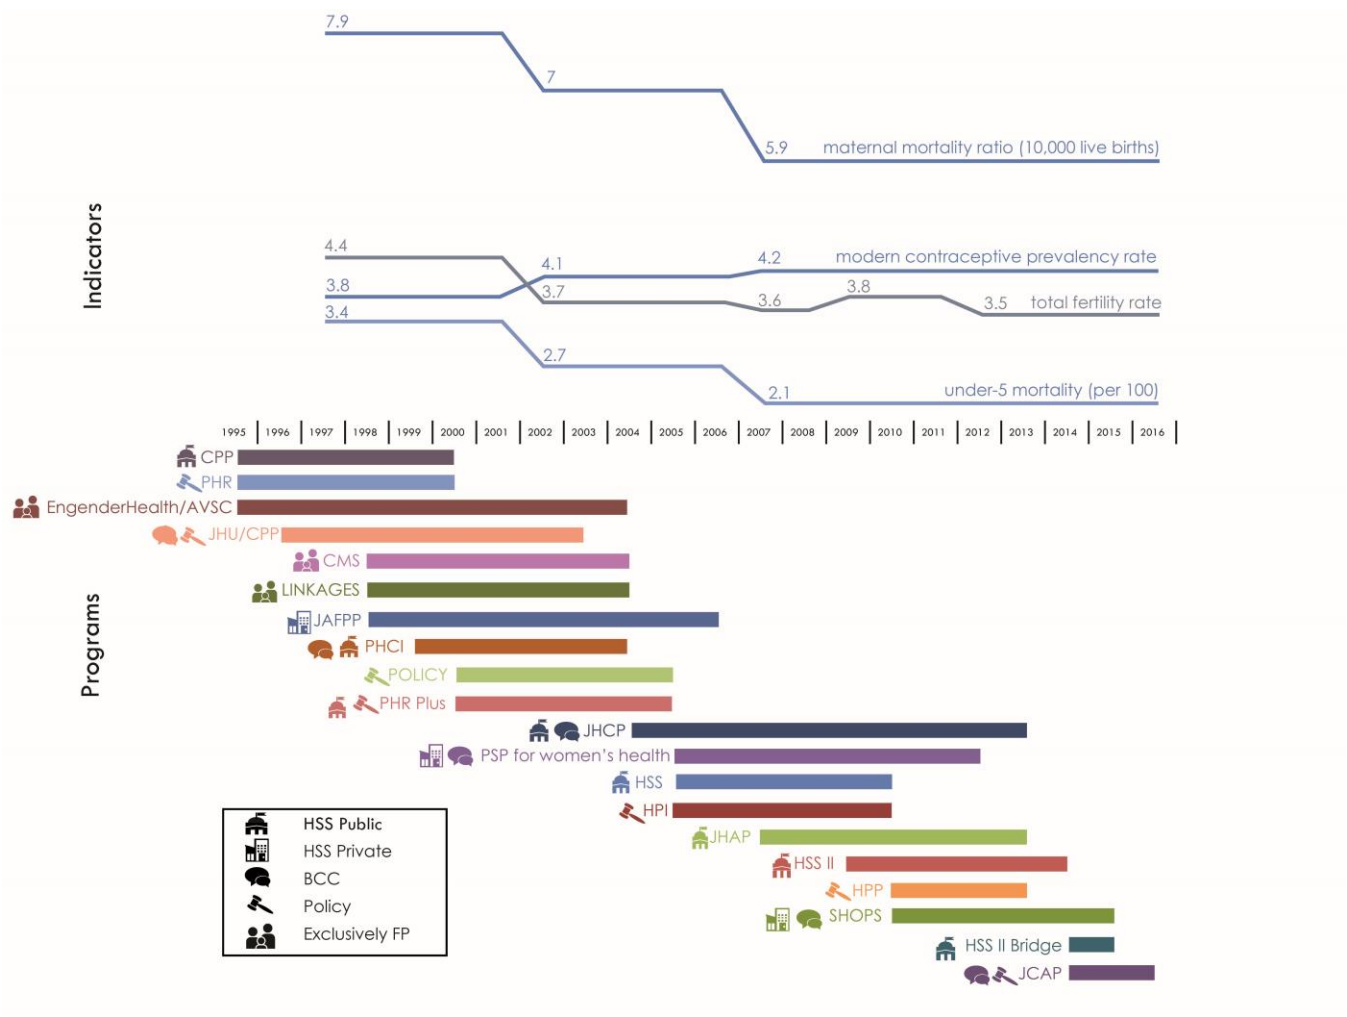 7.9
7
5.9 maternal mortality ratio (10,000 live births)
Indicators
4.4
4.1
4.2 modern contraceptive prevalency rate
3.8
3.7
3.6
3.8
3.5 total fertility rate
3.4
2.7
2.1 under-5 mortality (per 100)
1995 1996 1997 1998 1999 2000 2001 2002 2003 2004 2005 2006 2007 2008 2009 2010 2011 2012 2013 2014 2015 2016
Programs
CPP
PHR
EngenderHealth/AVSC
JHU/CPP
CMS
LINKAGES
JAFPP
PHCI
POLICY
PHR Plus
JHCP
PSP for women's health
HSS
HPI
JHAP
HSS II
HPP
SHOPS
HSS II Bridge
JCAP
HSS Public
HSS Private
BCC
Policy
Exclusively FP